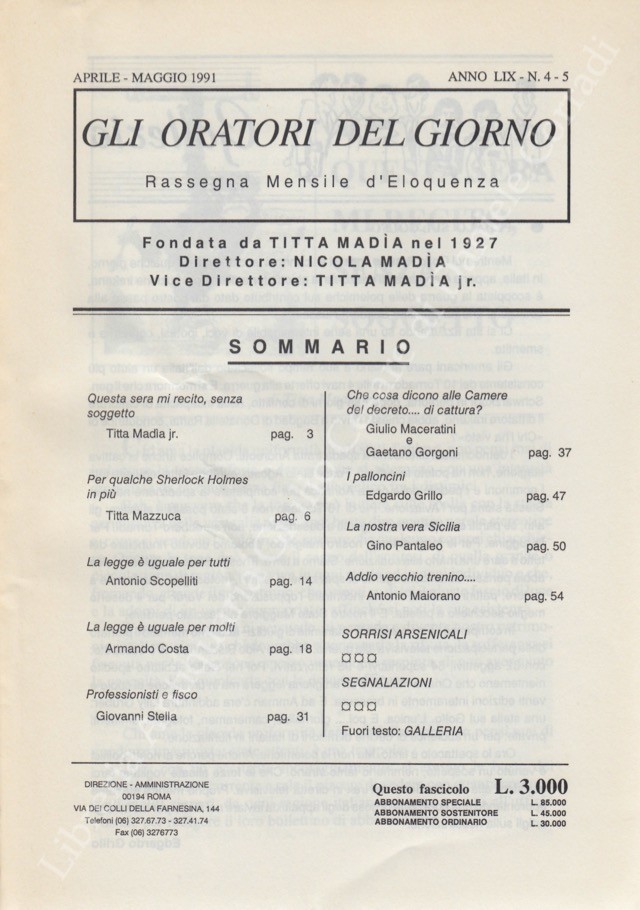 APRILE - MAGGIO 1991
ANNO LIX - N. 4 - 5
GLI ORATORI DEL GIORNO
Rassegna Mensile d'Eloquenza
Fondata da TITTA MADÌA nel 1927
Direttore: NICOLA MADÌA
Vice Direttore: TITTA MADÌA jr.
SOMMARIO
Questa sera mi recito, senza
soggetto
Titta Madìa jr. pag. 3
Per qualche Sherlock Holmes
in più
Titta Mazzuca pag. 6
La legge è uguale per tutti
Antonio Scopelliti pag. 14
La legge è uguale per molti
Armando Costa pag. 18
Professionisti e fisco
Giovanni Stella pag. 31
Che cosa dicono alle Camere
del decreto.... di cattura?
Giulio Maceratini
e
Gaetano Gorgoni pag. 37
I palloncini
Edgardo Grillo pag. 47
La nostra vera Sicilia
Gino Pantaleo pag. 50
Addio vecchio trenino....
Antonio Maiorano pag. 54
SORRISI ARSENICALI
¤ ¤ ¤
SEGNALAZIONI
¤ ¤ ¤
Fuori testo: GALLERIA
DIREZIONE - AMMINISTRAZIONE
00194 ROMA
VIA DEI COLLI DELLA FARNESINA, 144
Telefoni (06) 327.67.73 - 327.41.74
Fax (06) 3276773
Questo fascicolo L. 3.000
ABBONAMENTO SPECIALE L. 85.000
ABBONAMENTO SOSTENITORE L. 45.000
ABBONAMENTO ORDINARIO L. 30.000